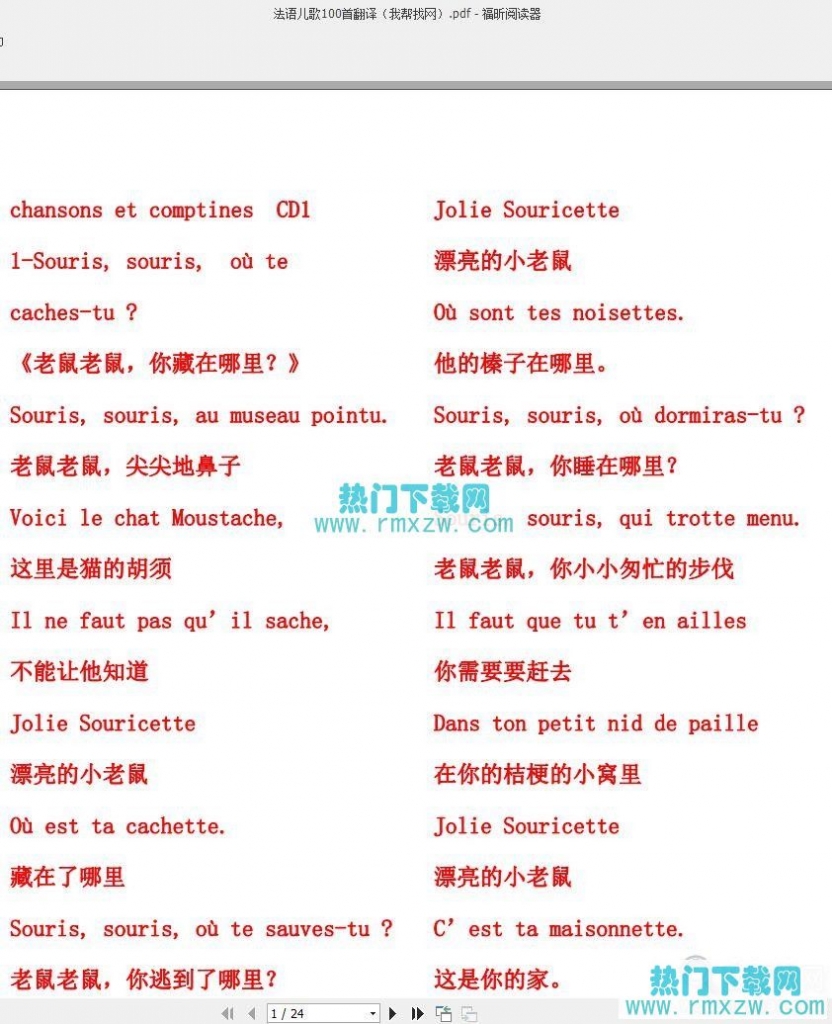 法语儿歌100首翻译（我帮找网）.pdf - 福昕阅读器
chansons et comptines CD1
1-Souris, souris, où te
caches-tu ?
《老鼠老鼠，你藏在哪里？》
Souris, souris, au museau pointu.
老鼠老鼠，尖尖地鼻子
Voici le chat Moustache,
这里是猫的胡须
Il ne faut pas qu’il sache,
不能让他知道
Jolie Souricette
漂亮的小老鼠
Où est ta cachette.
藏在了哪里
Souris, souris, où te sauves-tu ?
老鼠老鼠，你逃到了哪里？
Jolie Souricette
漂亮的小老鼠
Où sont tes noisettes.
他的榛子在哪里。
Souris, souris, où dormiras-tu ?
老鼠老鼠，你睡在哪里？
souris, qui trotte menu.
老鼠老鼠，你小小匆忙的步伐
Il faut que tu t’en ailles
你需要要赶去
Dans ton petit nid de paille
在你的桔梗的小窝里
Jolie Souricette
漂亮的小老鼠
C’est ta maisonnette.
这是你的家。
热门下载网
www.rmxzw.com
热门下载网
www.rmxzw.com
1 / 24